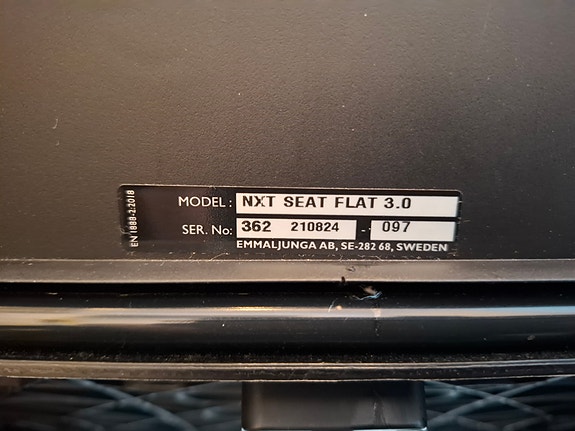 EN 1888-2:2018
MODEL: NXT SEAT FLAT 3.0
SER. No: 362 210824 - 097
EMMALJUNGA AB, SE-282 68, SWEDEN